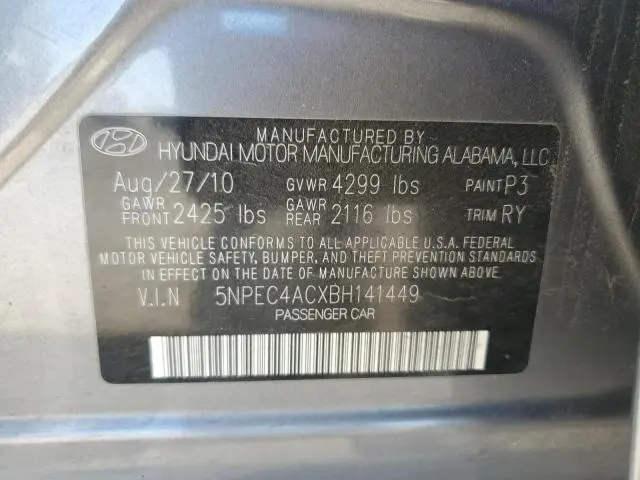 MANUFACTURED BY
HYUNDAI MOTOR MANUFACTURING ALABAMA, LLC
Aug/27/10 GVWR 4299 lbs PAINT P3
GAWR FRONT 2425 lbs GAWR REAR 2116 lbs TRIM RY
THIS VEHICLE CONFORMS TO ALL APPLICABLE U.S.A. FEDERAL
MOTOR VEHICLE SAFETY, BUMPER, AND THEFT PREVENTION
STANDARDS IN EFFECT ON THE DATE OF MANUFACTURE SHOWN ABOVE.
V.I.N 5NPEC4ACXBH141449
PASSENGER CAR